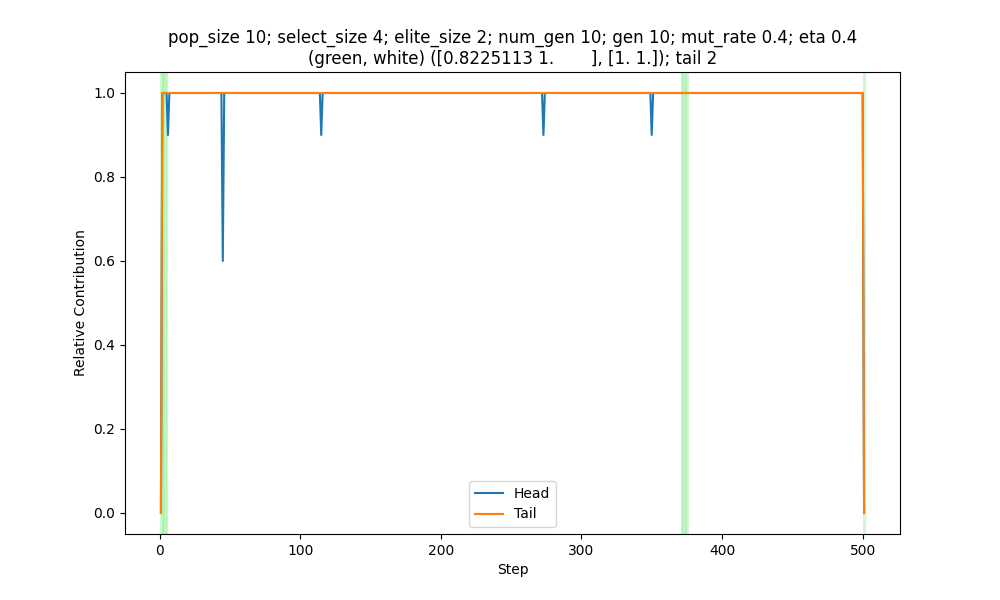 pop_size 10; select_size 4; elite_size 2; num_gen 10; gen 10; mut_rate 0.4; eta 0.4
(green, white) ([0.8225113 1.       ], [1. 1.]); tail 2
1.0
0.8
0.6
0.4
0.2
0.0
Relative Contribution
Head
Tail
0
100
200
300
400
500
Step